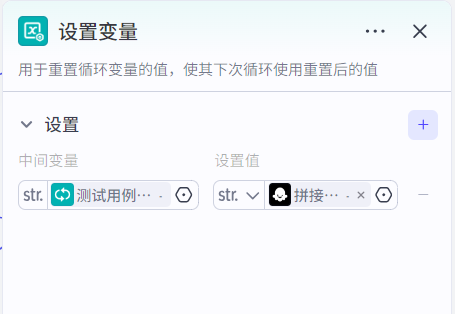 设置变量
用于重置循环变量的值，使其下次循环使用重置后的值
设置
中间变量 设置值
str. 测试用例… - str. 拼接… -